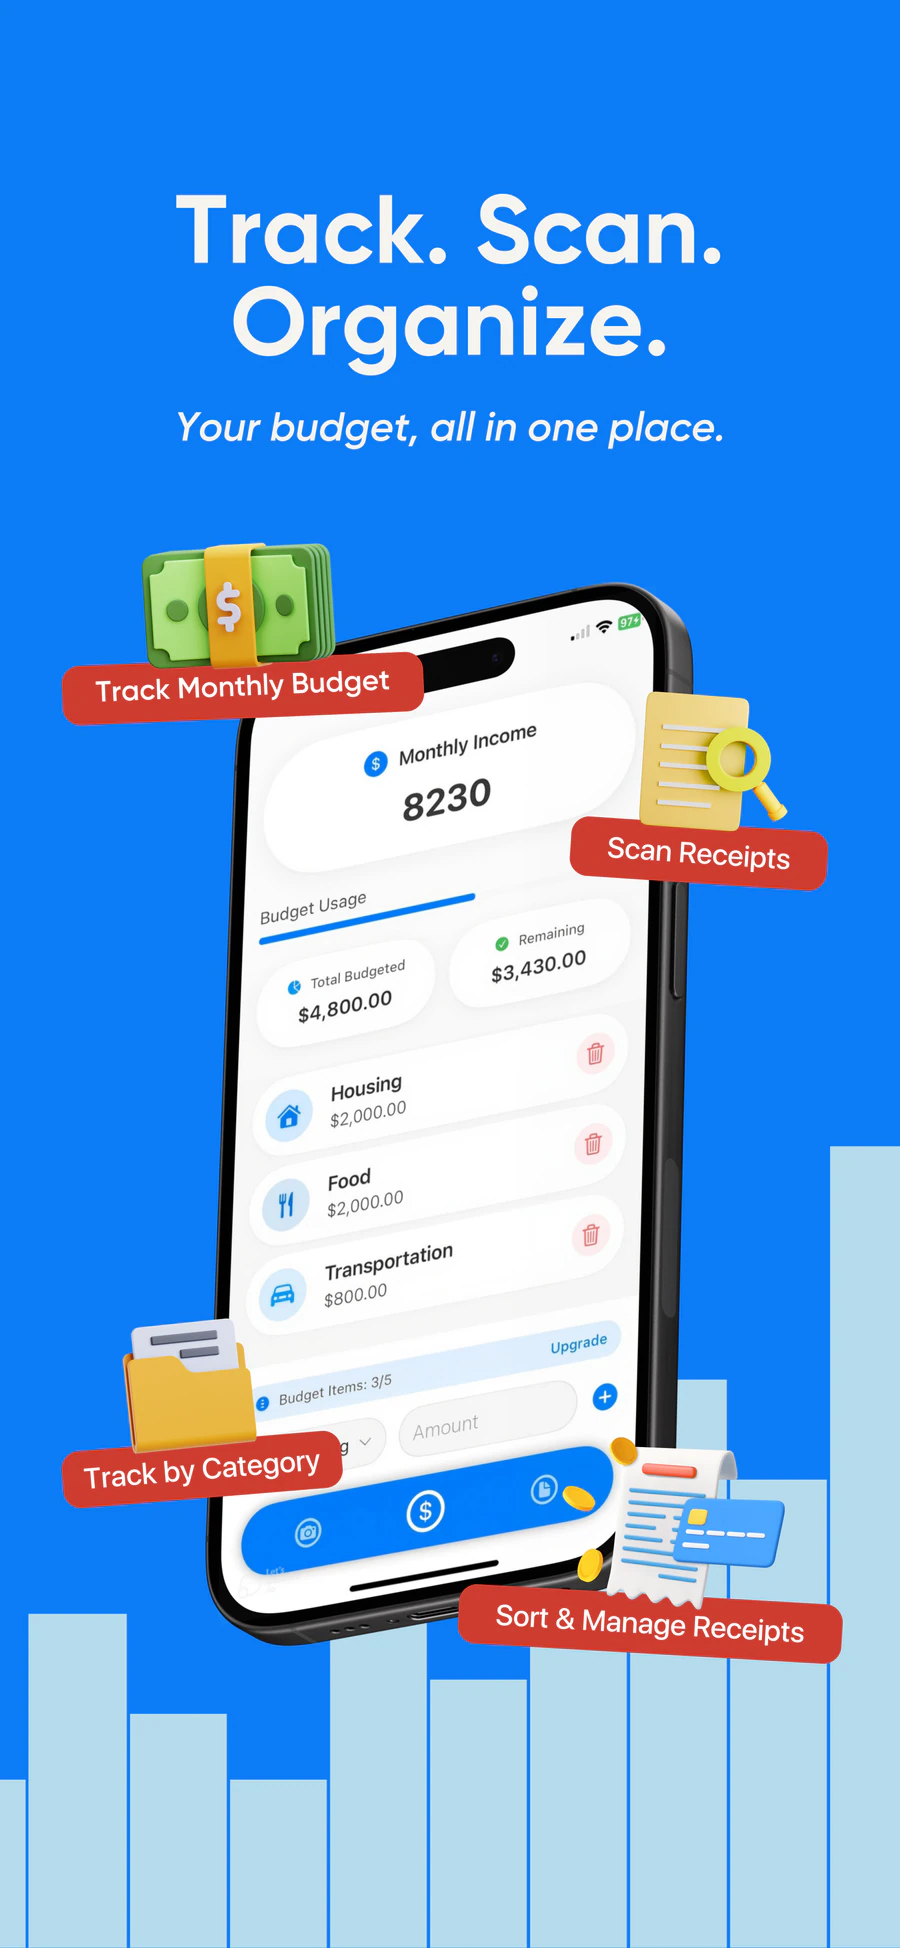 Track. Scan.
Organize.
Your budget, all in one place.
$
Track Monthly Budget
97
$ Monthly Income
8230
Scan Receipts
Budget Usage
Total Budgeted
$4,800.00
Remaining
$3,430.00
Housing
$2,000.00
Food
$2,000.00
Transportation
$800.00
Upgrade
Budget Items: 3/5
g
Amount
+
Track by Category
$
Sort & Manage Receipts